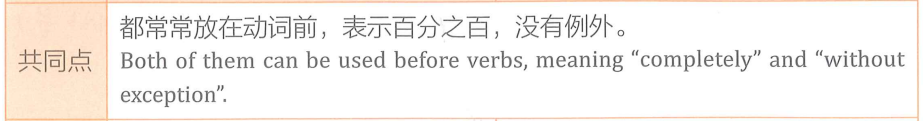 共同点
都常常放在动词前，表示百分之百，没有例外。
Both of them can be used before verbs, meaning “completely” and “without
exception”.